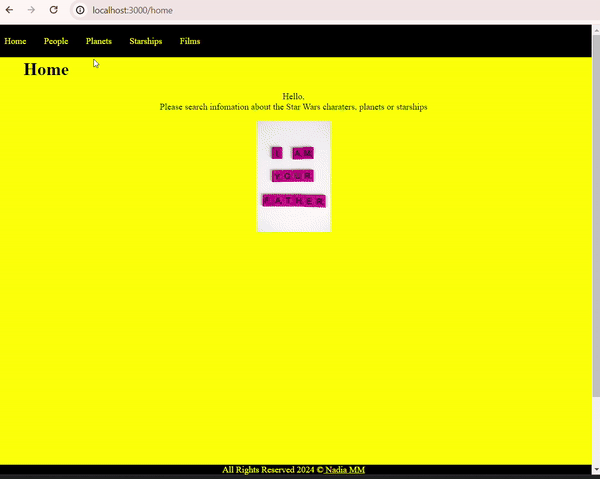 localhost:3000/home
Home People Planets Starships Films
Home
Hello,
Please search infomation about the Star Wars charaters, planets or starships
I AM
YOUR
FATHER
All Rights Reserved 2024 © Nadia MM